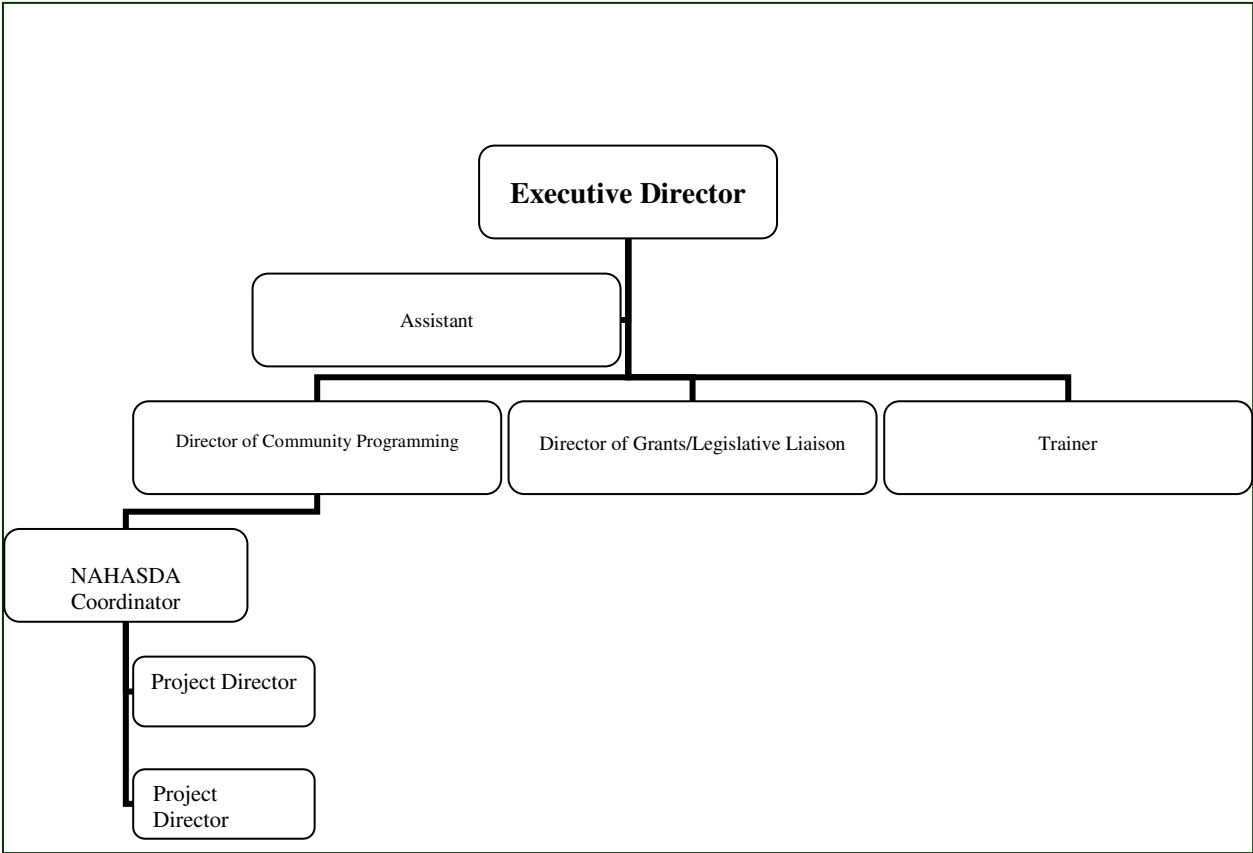 Executive Director
Assistant
Director of Community Programming
Director of Grants/Legislative Liaison
Trainer
NAHASDA
Coordinator
Project Director
Project
Director